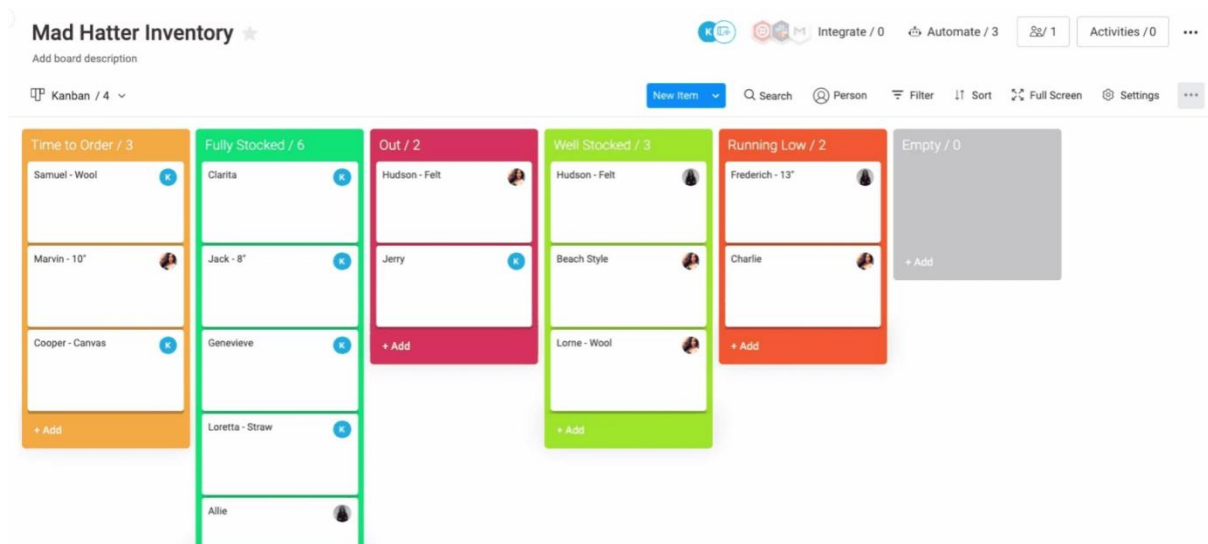 Mad Hatter Inventory
K
Integrate / 0
Automate / 3
/ 1
Activities / 0
Add board description
Kanban / 4
New Item
Search
Person
Filter
Sort
Full Screen
Settings
Time to Order / 3
Samuel - Wool
K
Marvin - 10"
Cooper - Canvas
K
+ Add
Fully Stocked / 6
Clarita
K
Jack - 8"
K
Genevieve
K
Loretta - Straw
K
Allie
Out / 2
Hudson - Felt
Jerry
K
+ Add
Well Stocked / 3
Hudson - Felt
Beach Style
Lorne - Wool
+ Add
Running Low / 2
Frederich - 13"
Charlie
+ Add
Empty / 0
+ Add